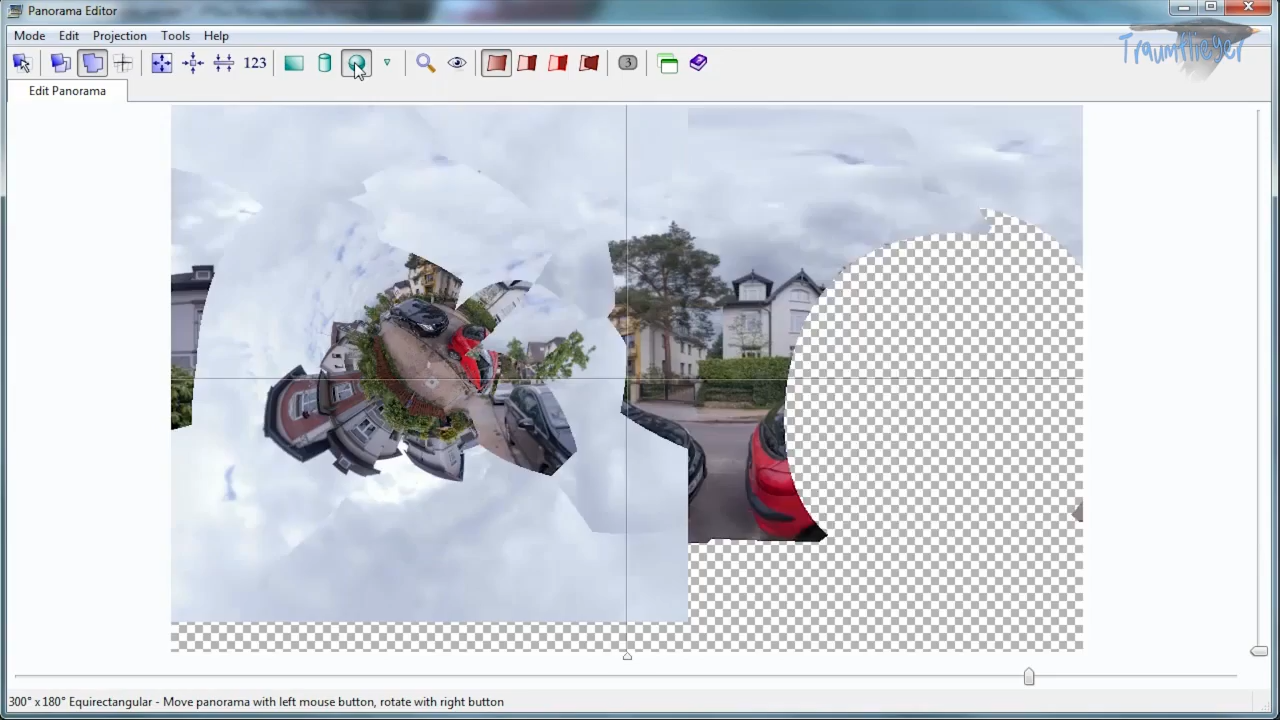 Panorama Editor
Traumflieger
Mode Edit Projection Tools Help
123
3
Edit Panorama
300° x 180° Equirectangular - Move panorama with left mouse button, rotate with right button